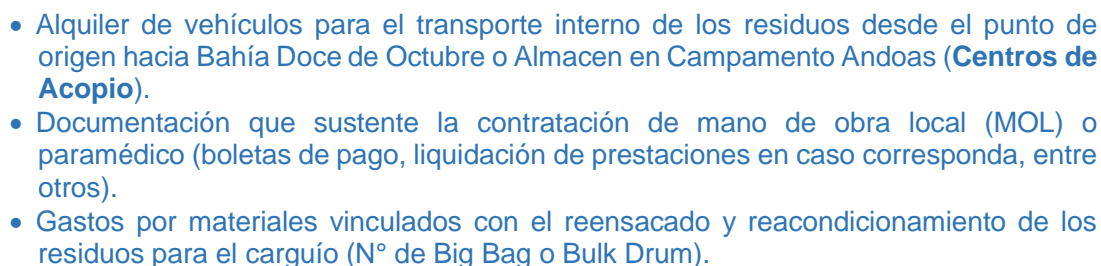 • Alquiler de vehículos para el transporte interno de los residuos desde el punto de
origen hacia Bahía Doce de Octubre o Almacen en Campamento Andoas (Centros de
Acopio).
• Documentación que sustente la contratación de mano de obra local (MOL) o
paramédico (boletas de pago, liquidación de prestaciones en caso corresponda, entre
otros).
• Gastos por materiales vinculados con el reensacado y reacondicionamiento de los
residuos para el carguío (N° de Big Bag o Bulk Drum).